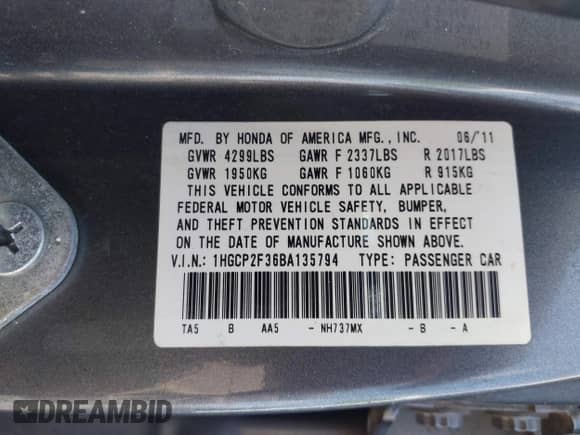 MFD. BY HONDA OF AMERICA MFG., INC. 06/'11
GVWR 4299LBS GAWR F 2337LBS R 2017LBS
GVWR 1950KG GAWR F 1060KG R 915KG
THIS VEHICLE CONFORMS TO ALL APPLICABLE
FEDERAL MOTOR VEHICLE SAFETY, BUMPER,
AND THEFT PREVENTION STANDARDS IN EFFECT
ON THE DATE OF MANUFACTURE SHOWN ABOVE.
V.I.N.: 1HGCP2F36BA135794 TYPE: PASSENGER CAR
TA5 B AA5 - NH737MX - B - A
DREAMBID